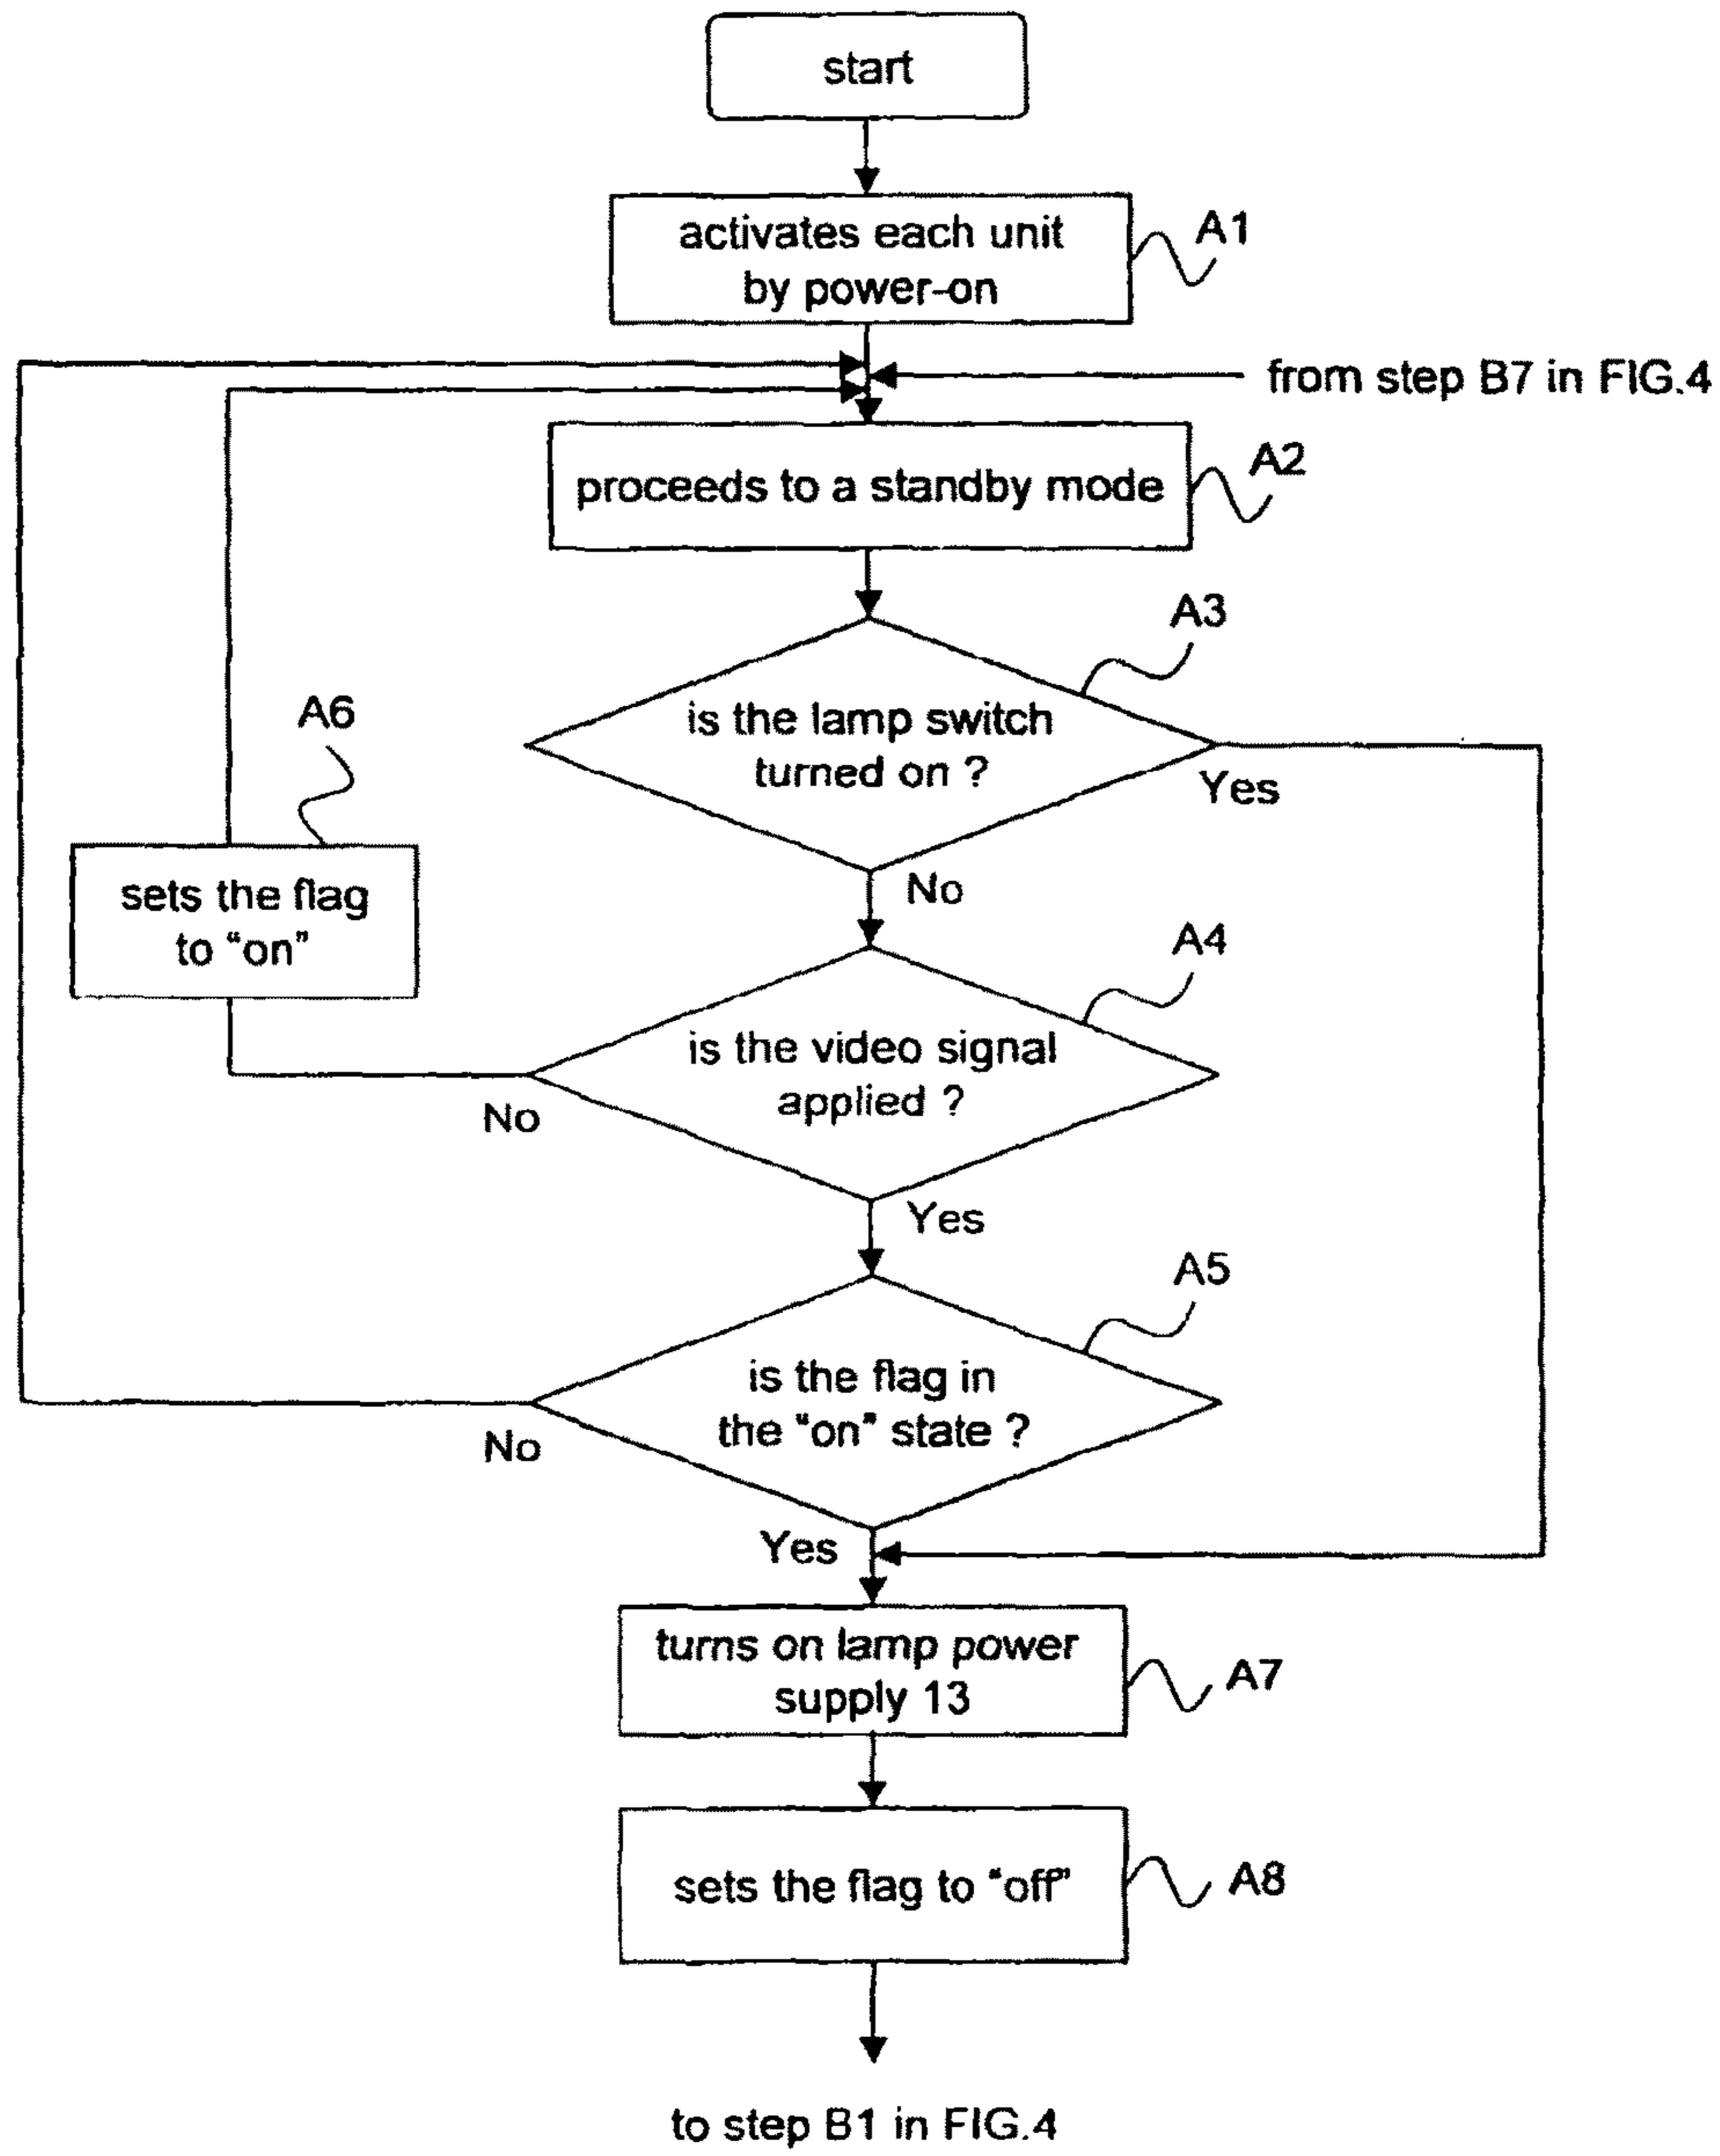 start
activates each unit
by power-on
A1
from step B7 in FIG.4
proceeds to a standby mode
A2
A3
is the lamp switch
turned on ?
Yes
No
A6
sets the flag
to “on”
A4
is the video signal
applied ?
No
Yes
A5
is the flag in
the “on” state ?
No
Yes
turns on lamp power
supply 13
A7
sets the flag to “off”
A8
to step B1 in FIG.4